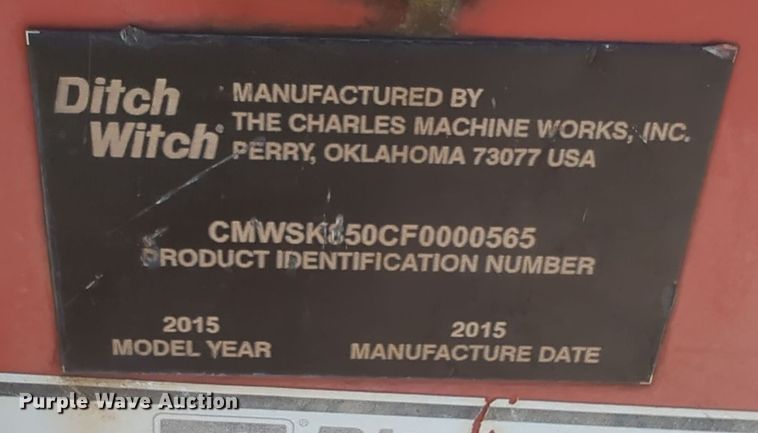 Ditch
Witch®
MANUFACTURED BY
THE CHARLES MACHINE WORKS, INC.
PERRY, OKLAHOMA 73077 USA
PRODUCT IDENTIFICATION NUMBER
2015
MODEL YEAR
2015
MANUFACTURE DATE
Purple Wave Auction